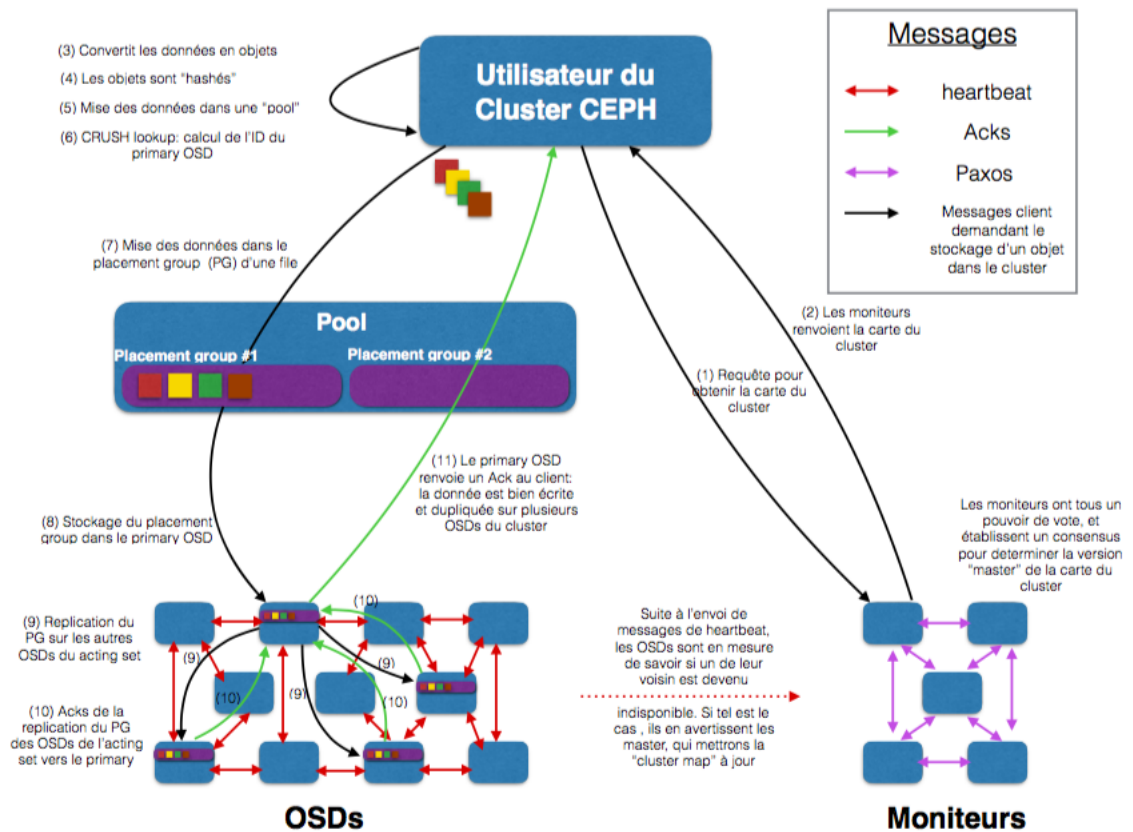 (3) Convertit les données en objets
(4) Les objets sont "hashés"
(5) Mise des données dans une "pool"
(6) CRUSH lookup: calcul de l'ID du
primary OSD
Utilisateur du
Cluster CEPH
Messages
heartbeat
Acks
Paxos
Messages client
demandant le
stockage d'un objet
dans le cluster
(7) Mise des données dans le
placement group (PG) d'une file
(2) Les moniteurs
renvoient la carte du
cluster
Pool
Placement group #1
Placement group #2
(1) Requête pour
obtenir la carte du
cluster
(11) Le primary OSD
renvoie un Ack au client:
la donnée est bien écrite
et dupliquée sur plusieurs
OSDs du cluster
(8) Stockage du placement
group dans le primary OSD
Les moniteurs ont tous un
pouvoir de vote, et
établissent un consensus
pour determiner la version
"master" de la carte du
cluster
(9) Replication du
PG sur les autres
OSDs du acting set
(10) Acks de la
replication du PG
des OSDs de l'acting
set vers le primary
(10)
(9)
(9)
(10)
(9)
(10)
Suite à l'envoi de
messages de heartbeat,
les OSDs sont en mesure
de savoir si un de leur
voisin est devenu
indisponible. Si tel est le
cas , ils en avertissent les
master, qui mettrons la
"cluster map" à jour
OSDs
Moniteurs